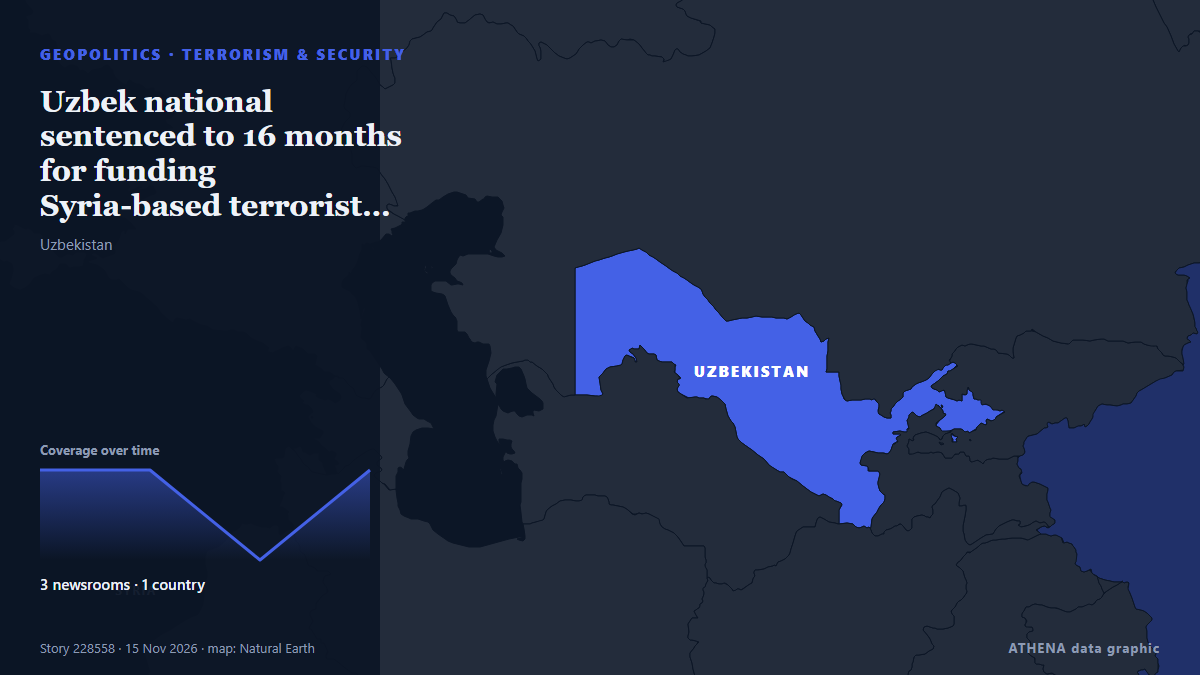 GEOPOLITICS · TERRORISM & SECURITY
Uzbek national
sentenced to 16 months
for funding
Syria-based terrorist...
Uzbekistan
UZBEKISTAN
Coverage over time
3 newsrooms · 1 country
Story 228558 · 15 Nov 2026 · map: Natural Earth
ATHENA data graphic